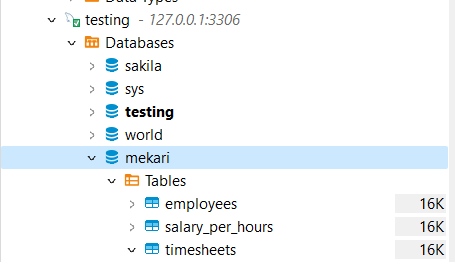 testing - 127.0.0.1:3306
Databases
sakila
sys
testing
world
mekari
Tables
employees 16K
salary_per_hours 16K
timesheets 16K